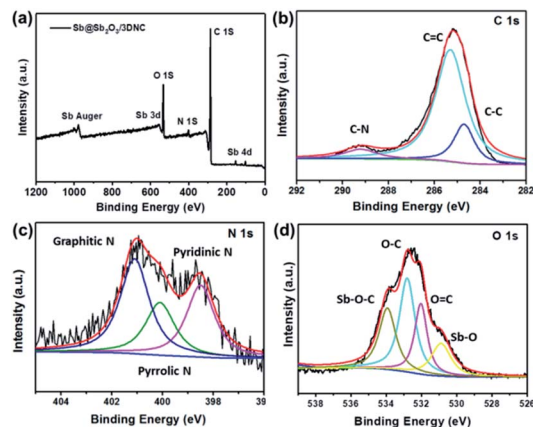 (a)
Sb@Sb₂O₃/3DNC
C 1S
O 1S
Sb Auger
Sb 3d
N 1S
Sb 4d
Intensity (a.u.)
1200 1000 800 600 400 200 0
Binding Energy (eV)
(b)
C 1s
C=C
C-N
C-C
Intensity (a.u.)
292 290 288 286 284 282
Binding Energy (eV)
(c)
N 1s
Graphitic N
Pyridinic N
Pyrrolic N
Intensity (a.u.)
404 402 400 398 39
Binding Energy (eV)
(d)
O 1s
O-C
Sb-O-C
O=C
Sb-O
Intensity (a.u.)
538 536 534 532 530 528 526
Binding Energy (eV)